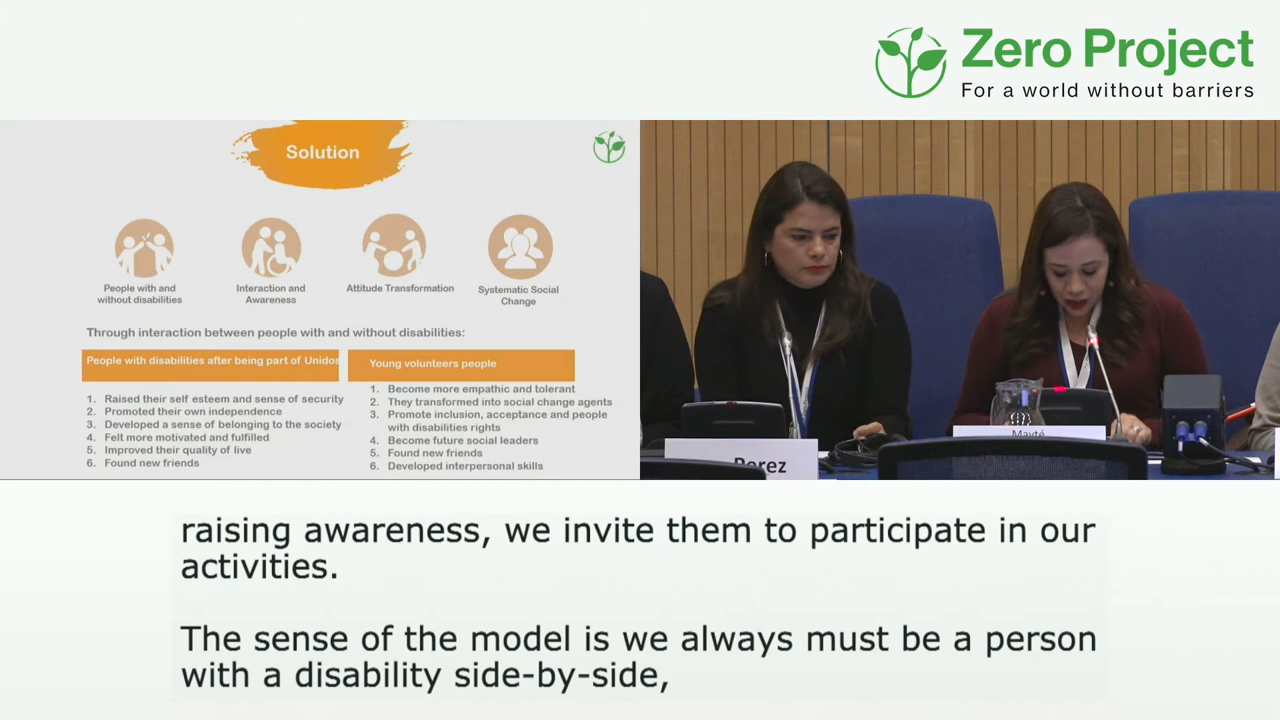 Zero Project
For a world without barriers
Solution
People with and
without disabilities
Interaction and
Awareness
Attitude Transformation
Systematic Social
Change
Through interaction between people with and without disabilities:
People with disabilities after being part of Unidos
1. Raised their self esteem and sense of security
2. Promoted their own independence
3. Developed a sense of belonging to the society
4. Felt more motivated and fulfilled
5. Improved their quality of live
6. Found new friends
Young volunteers people
1. Become more empathic and tolerant
2. They transformed into social change agents
3. Promote inclusion, acceptance and people
with disabilities rights
4. Become future social leaders
5. Found new friends
6. Developed interpersonal skills
Perez
Mayté
raising awareness, we invite them to participate in our
activities.
The sense of the model is we always must be a person
with a disability side-by-side,